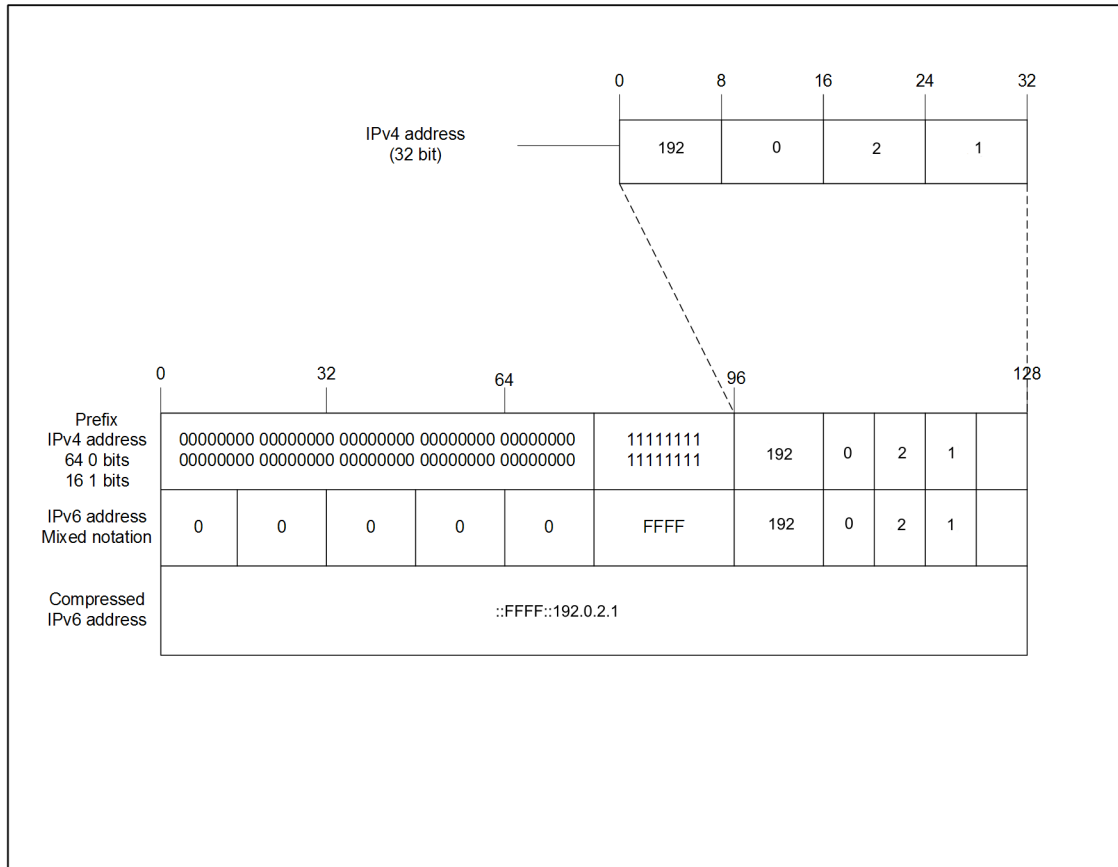 0 8 16 24 32
IPv4 address
(32 bit)
192 0 2 1
0 32 64 96 128
Prefix
IPv4 address
64 0 bits
16 1 bits
00000000 00000000 00000000 00000000 00000000
00000000 00000000 00000000 00000000 00000000
11111111
11111111
192 0 2 1
IPv6 address
Mixed notation
0 0 0 0 0 FFFF 192 0 2 1
Compressed
IPv6 address
::FFFF::192.0.2.1